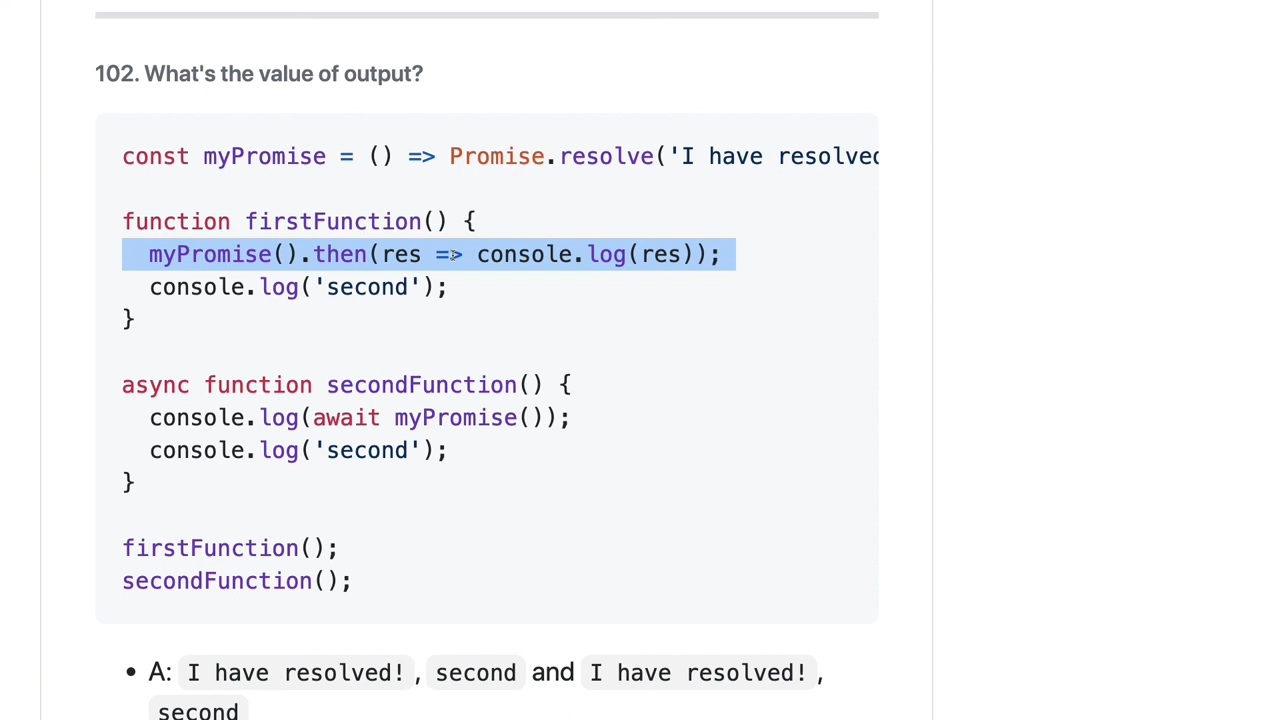 102. What's the value of output?
const myPromise = () => Promise.resolve('I have resolved
function firstFunction() {
myPromise().then(res => console.log(res));
console.log('second');
}
async function secondFunction() {
console.log(await myPromise());
console.log('second');
}
firstFunction();
secondFunction();
• A: I have resolved!, second and I have resolved!,
second